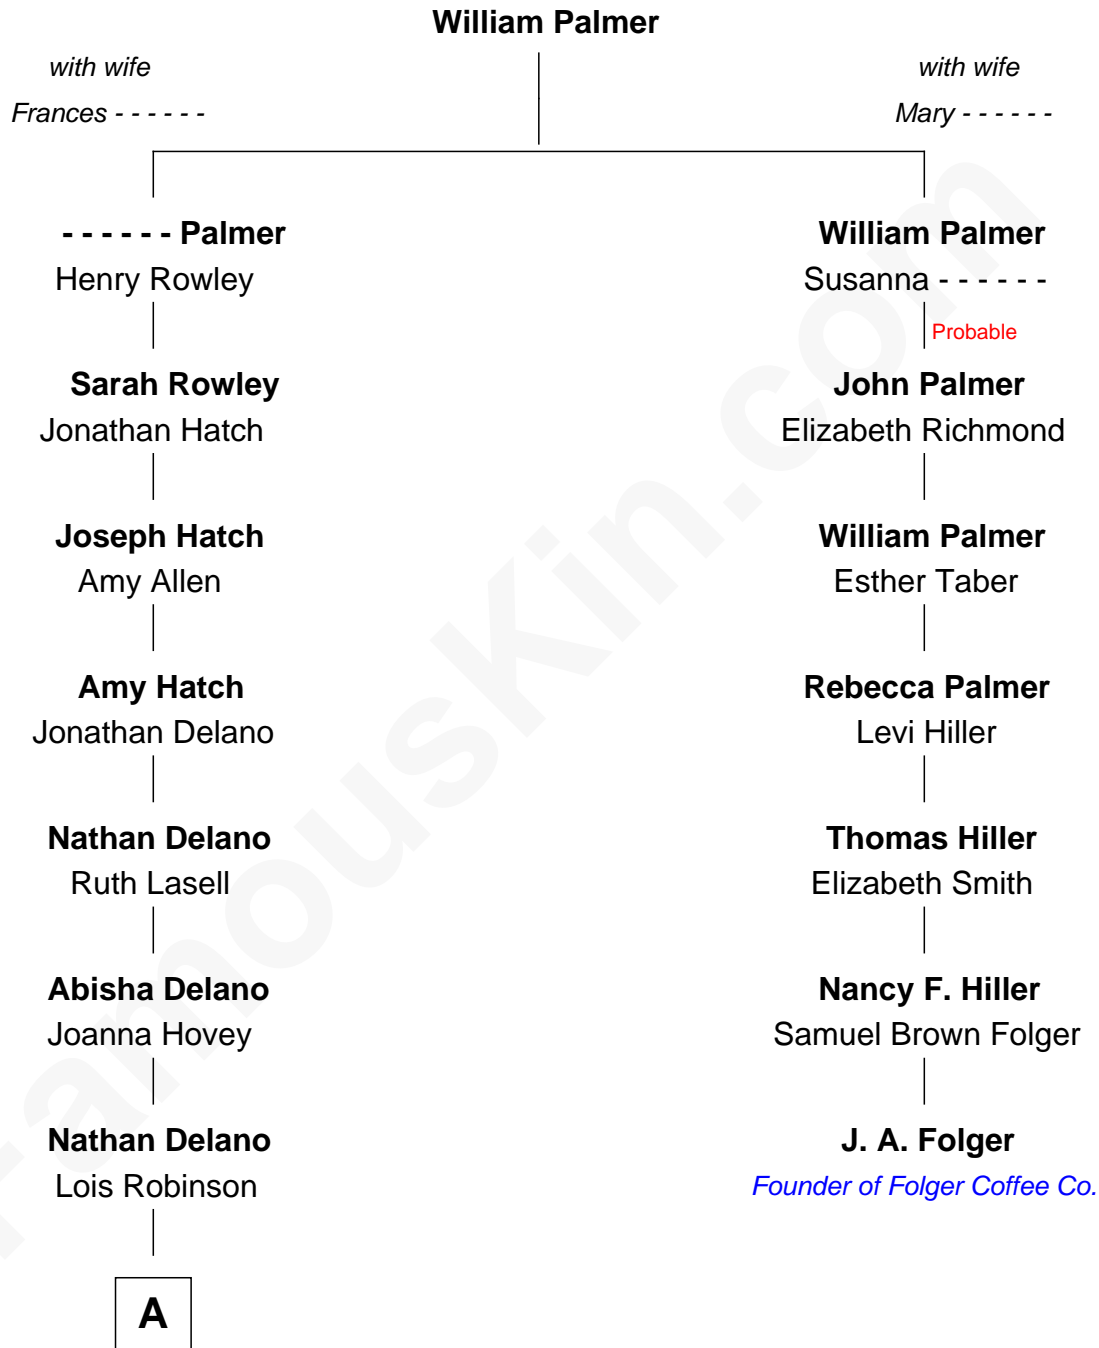 William Palmer
with wife
Frances - - - - - -
with wife
Mary - - - - - -
- - - - - - Palmer
Henry Rowley
Sarah Rowley
Jonathan Hatch
Joseph Hatch
Amy Allen
Amy Hatch
Jonathan Delano
Nathan Delano
Ruth Lasell
Abisha Delano
Joanna Hovey
Nathan Delano
Lois Robinson
A
William Palmer
Susanna - - - - - -
Probable
John Palmer
Elizabeth Richmond
William Palmer
Esther Taber
Rebecca Palmer
Levi Hiller
Thomas Hiller
Elizabeth Smith
Nancy F. Hiller
Samuel Brown Folger
J. A. Folger
Founder of Folger Coffee Co.
FamousKin.com